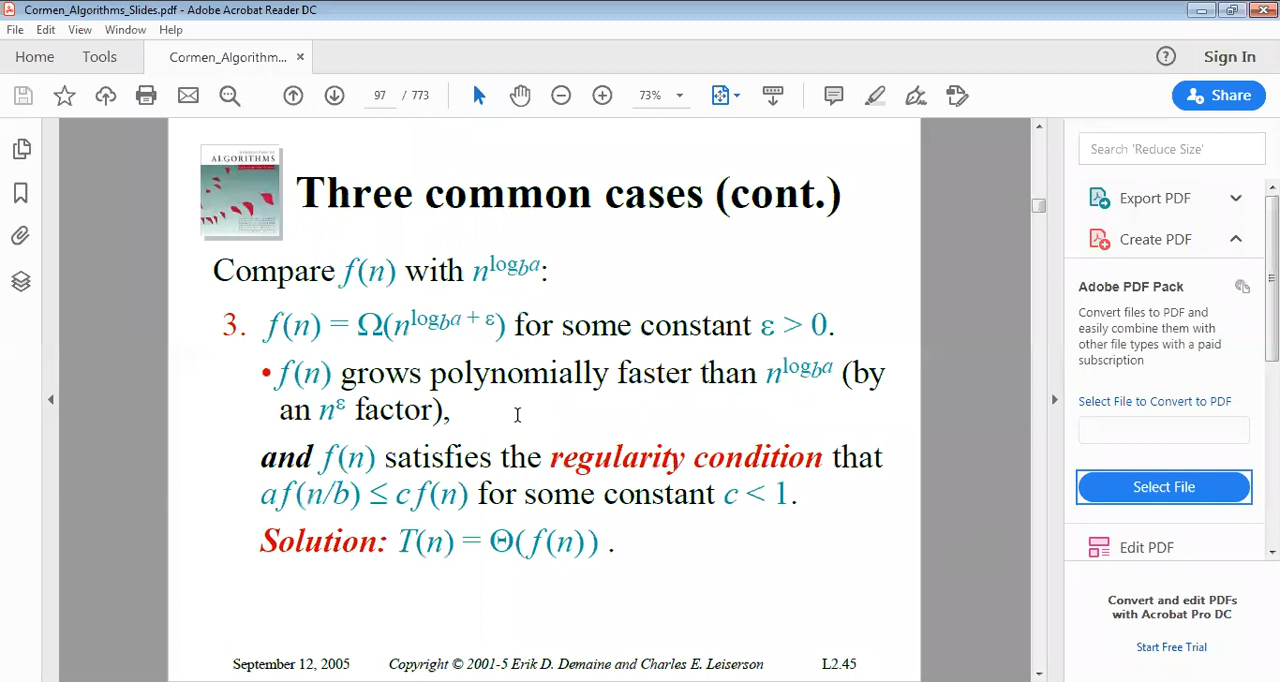 Cormen_Algorithms_Slides.pdf - Adobe Acrobat Reader DC
File Edit View Window Help
Home Tools Cormen_Algorithm... × Sign In
97 / 773 73% Share
ALGORITHMS
Three common cases (cont.)
Compare f(n) with n^log_b a:
3. f(n) = Ω(n^log_b a + ε) for some constant ε > 0.
• f(n) grows polynomially faster than n^log_b a (by
an n^ε factor),
and f(n) satisfies the regularity condition that
a f(n/b) ≤ c f(n) for some constant c < 1.
Solution: T(n) = Θ(f(n)) .
September 12, 2005 Copyright © 2001-5 Erik D. Demaine and Charles E. Leiserson L2.45
Search 'Reduce Size'
Export PDF
Create PDF
Adobe PDF Pack
Convert files to PDF and
easily combine them with
other file types with a paid
subscription
Select File to Convert to PDF
Select File
Edit PDF
Convert and edit PDFs
with Acrobat Pro DC
Start Free Trial